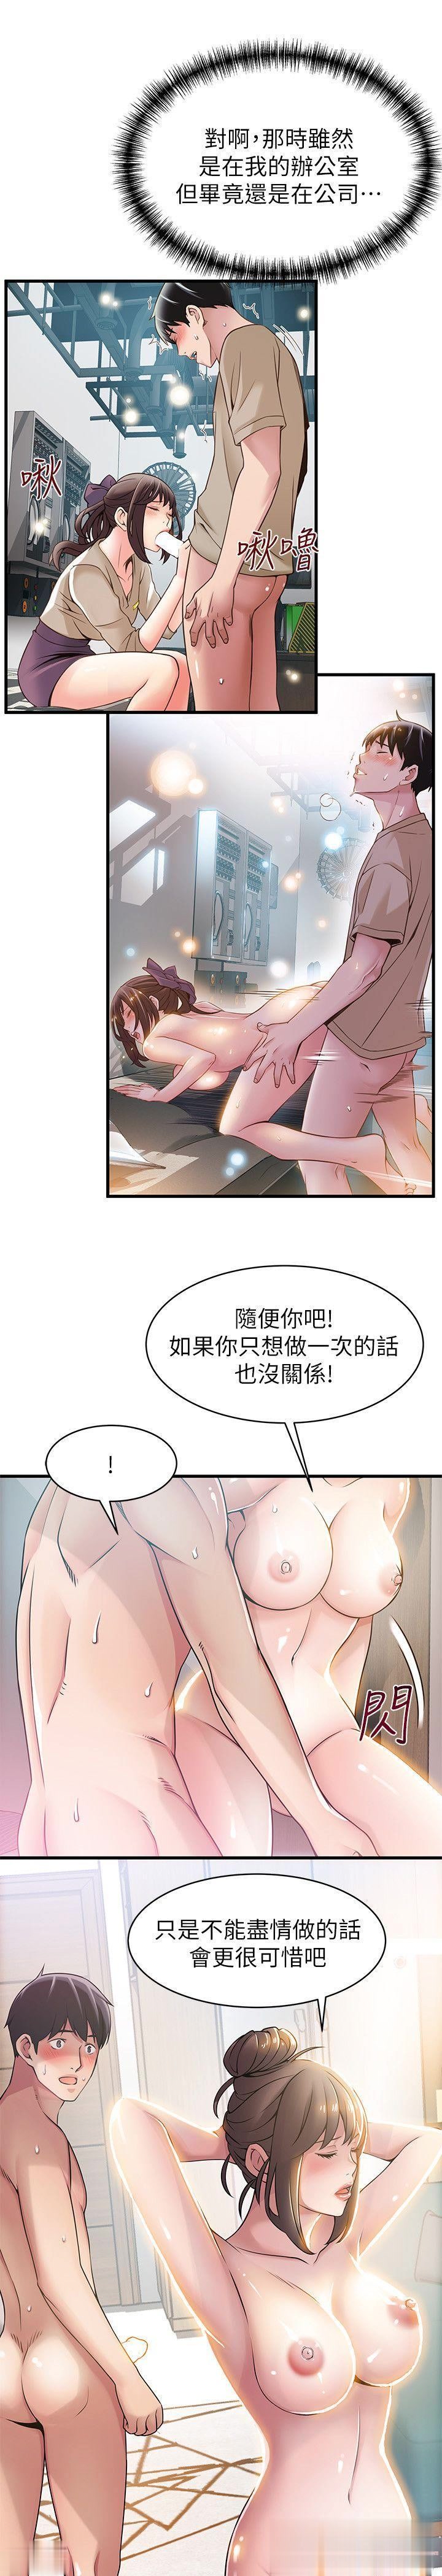 對啊，那時雖然
是在我的辦公室
但畢竟還是在公司⋯
啾
啾嚕
隨便你吧！
如果你只想做一次的話
也沒關係！
！
閃
只是不能盡情做的話
會更很可惜吧